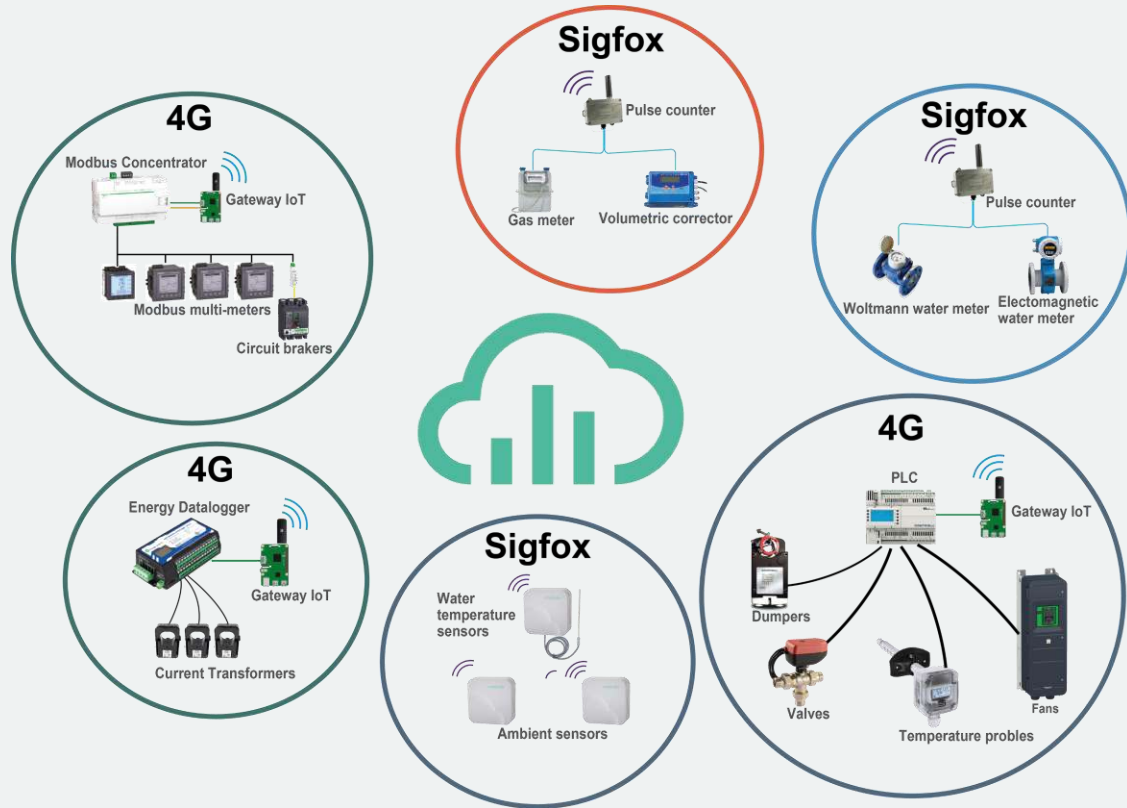 Sigfox
Pulse counter
Gas meter
Volumetric corrector
4G
Modbus Concentrator
Gateway IoT
Modbus multi-meters
Circuit brakers
Sigfox
Pulse counter
Woltmann water meter
Electomagnetic
water meter
4G
Energy Datalogger
Gateway IoT
Current Transformers
Sigfox
Water
temperature
sensors
Ambient sensors
4G
PLC
Gateway IoT
Dumpers
Valves
Temperature probles
Fans